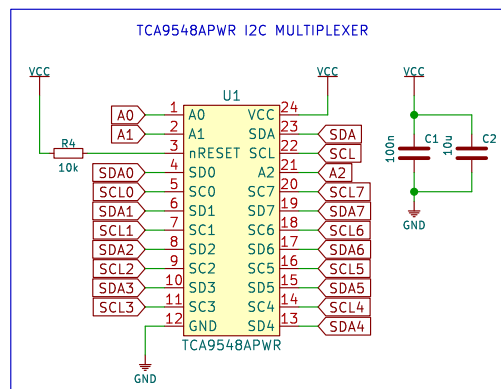 TCA9548APWR I2C MULTIPLEXER
VCC VCC VCC
U1
A0 1 A0 VCC 24
A1 2 A1 SDA 23 SDA
R4 3 nRESET SCL 22 SCL
10k
SDA0 4 SD0 A2 21 A2
SCL0 5 SC0 SC7 20 SCL7
SDA1 6 SD1 SD7 19 SDA7
SCL1 7 SC1 SC6 18 SCL6
SDA2 8 SD2 SD6 17 SDA6
SCL2 9 SC2 SC5 16 SCL5
SDA3 10 SD3 SD5 15 SDA5
SCL3 11 SC3 SC4 14 SCL4
12 GND SD4 13 SDA4
TCA9548APWR
GND
C1 100n
C2 10u
GND